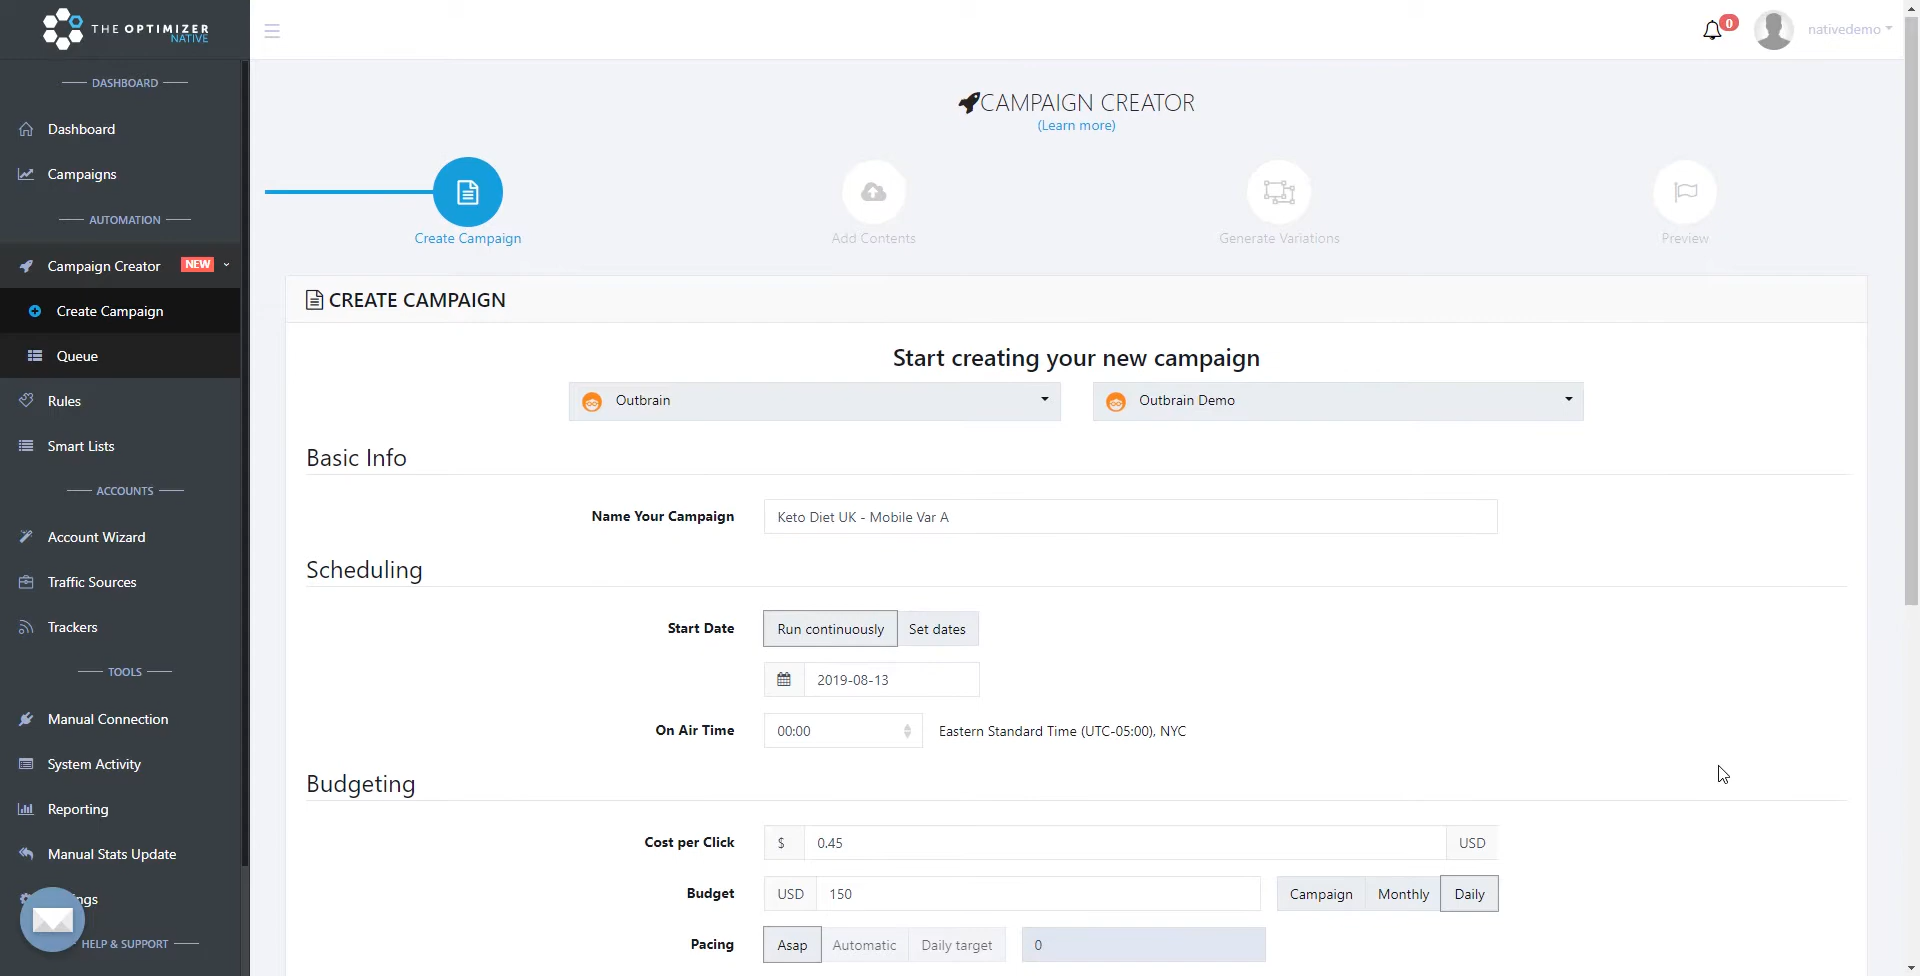 THE OPTIMIZER
NATIVE
0
nativedemo
DASHBOARD
Dashboard
Campaigns
AUTOMATION
Campaign Creator NEW
Create Campaign
Queue
Rules
Smart Lists
ACCOUNTS
Account Wizard
Traffic Sources
Trackers
TOOLS
Manual Connection
System Activity
Reporting
Manual Stats Update
HELP & SUPPORT
CAMPAIGN CREATOR
(Learn more)
Create Campaign
Add Contents
Generate Variations
Preview
CREATE CAMPAIGN
Start creating your new campaign
Outbrain
Outbrain Demo
Basic Info
Name Your Campaign Keto Diet UK - Mobile Var A
Scheduling
Start Date Run continuously Set dates
2019-08-13
On Air Time 00:00 Eastern Standard Time (UTC-05:00), NYC
Budgeting
Cost per Click $ 0.45 USD
Budget USD 150 Campaign Monthly Daily
Pacing Asap Automatic Daily target 0